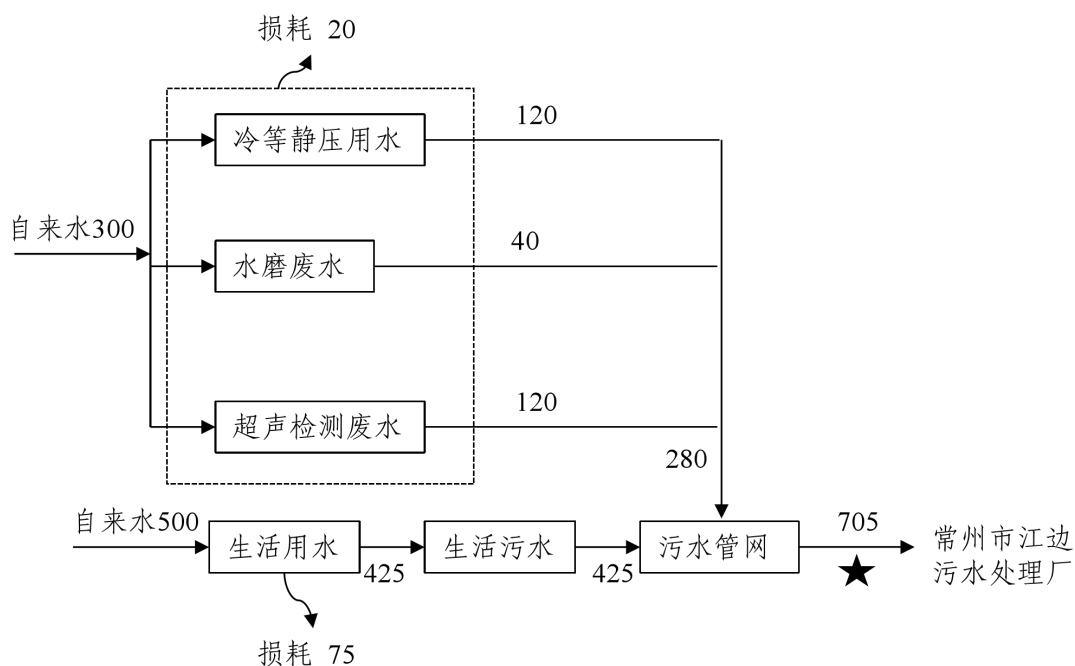 损耗 20
冷等静压用水
120
自来水300
水磨废水
40
超声检测废水
120
280
自来水500
生活用水
425
生活污水
425
污水管网
705
常州市江边
污水处理厂
损耗 75